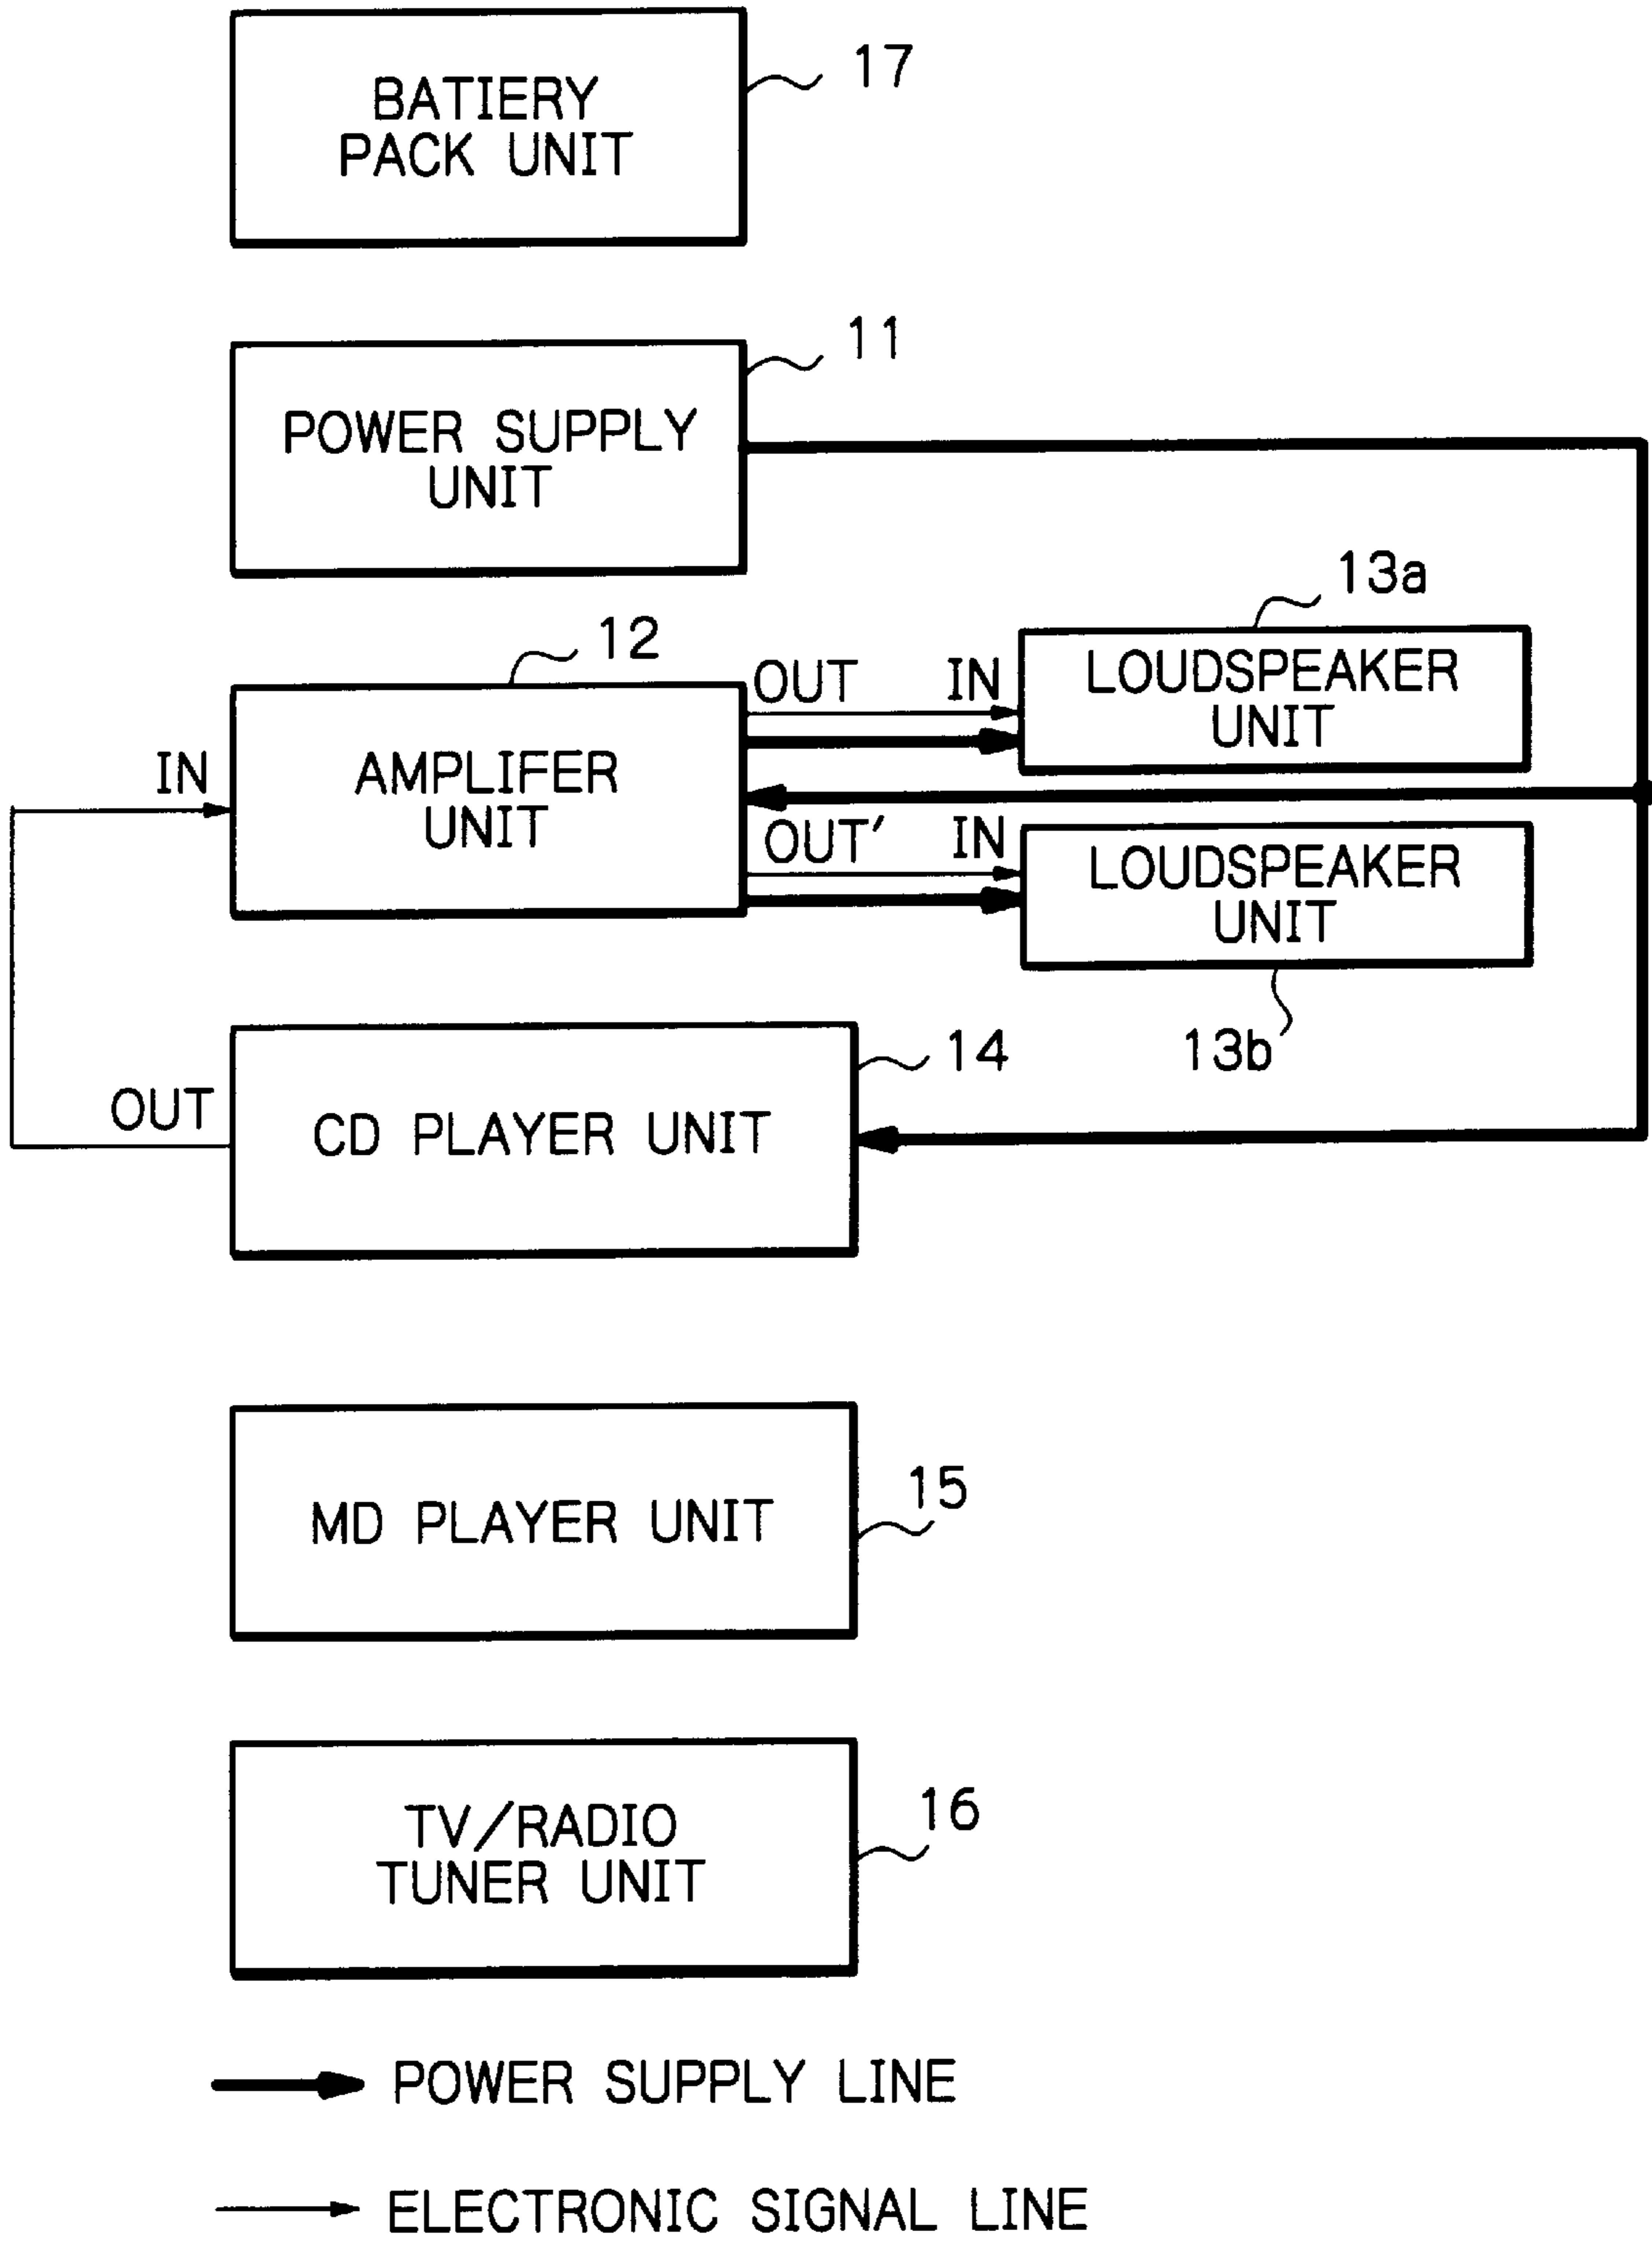 17
BATIERY
PACK UNIT
11
POWER SUPPLY
UNIT
13a
12
OUT IN
LOUDSPEAKER
UNIT
IN
AMPLIFER
UNIT
OUT′ IN
LOUDSPEAKER
UNIT
13b
14
OUT
CD PLAYER UNIT
15
MD PLAYER UNIT
16
TV/RADIO
TUNER UNIT
POWER SUPPLY LINE
ELECTRONIC SIGNAL LINE